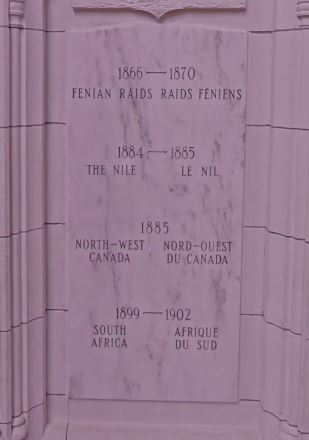 1866 — 1870
FENIAN RAIDS RAIDS FÉNIENS
1884 — 1885
THE NILE LE NIL
1885
NORTH-WEST NORD-OUEST
CANADA DU CANADA
1899 — 1902
SOUTH AFRIQUE
AFRICA DU SUD